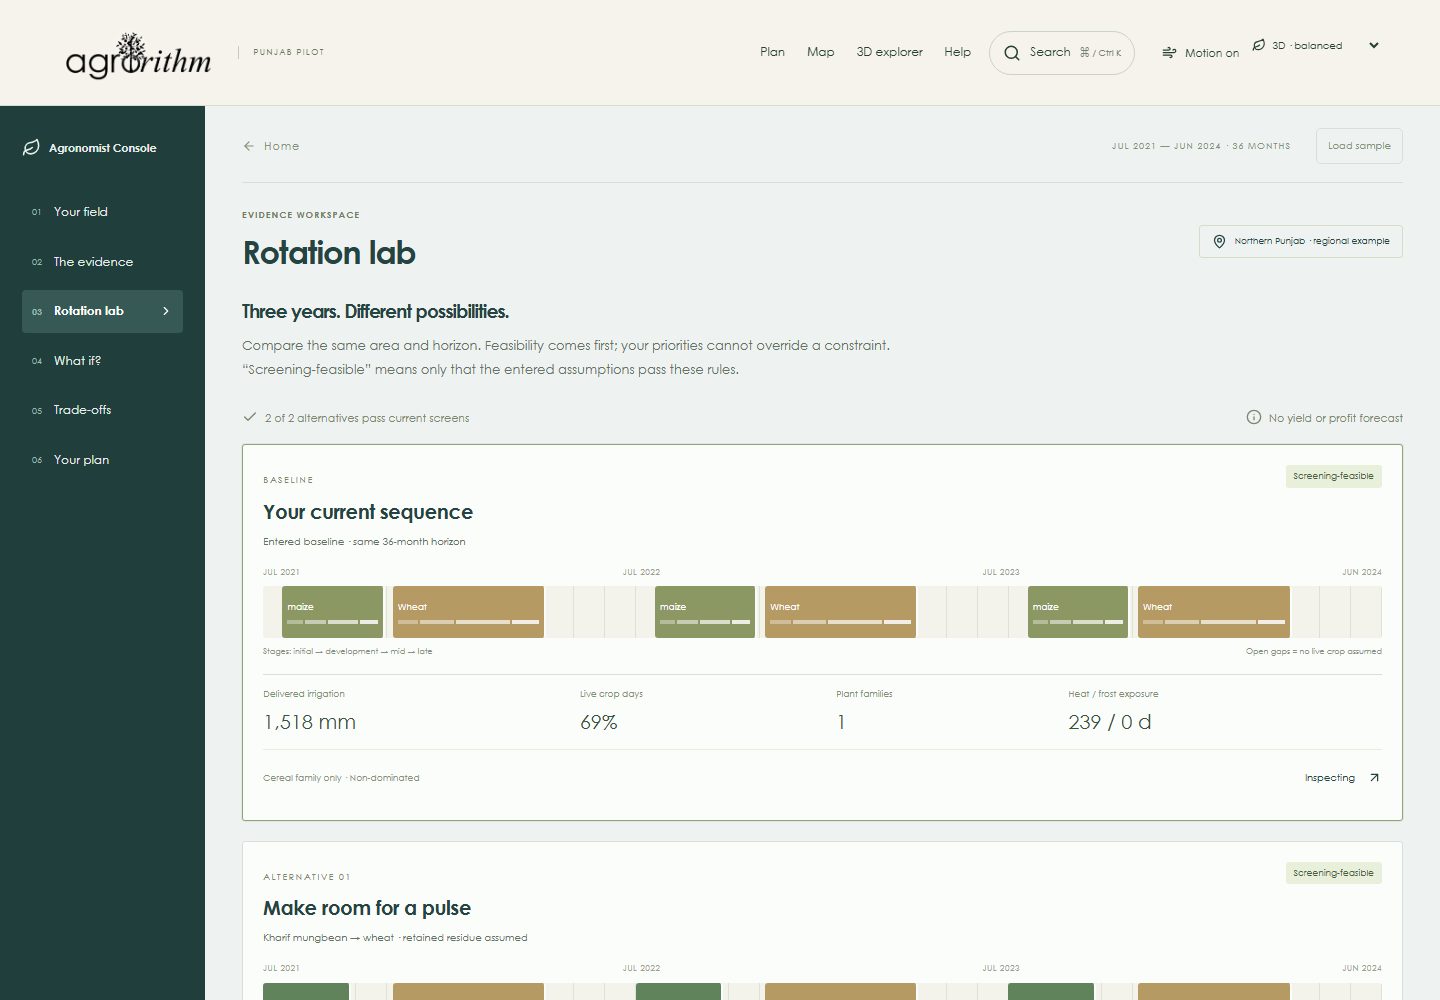 agrorithm
PUNJAB PILOT
Plan
Map
3D explorer
Help
Search
⌘ / Ctrl K
Motion on
3D · balanced
Agronomist Console
01 Your field
02 The evidence
03 Rotation lab
04 What if?
05 Trade-offs
06 Your plan
← Home
JUL 2021 — JUN 2024 · 36 MONTHS
Load sample
EVIDENCE WORKSPACE
Rotation lab
Northern Punjab · regional example
Three years. Different possibilities.
Compare the same area and horizon. Feasibility comes first; your priorities cannot override a constraint.
“Screening-feasible” means only that the entered assumptions pass these rules.
2 of 2 alternatives pass current screens
No yield or profit forecast
BASELINE
Screening-feasible
Your current sequence
Entered baseline · same 36-month horizon
JUL 2021 JUL 2022 JUL 2023 JUN 2024
maize Wheat maize Wheat maize Wheat
Stages: initial → development → mid → late
Open gaps = no live crop assumed
Delivered irrigation Live crop days Plant families Heat / frost exposure
1,518 mm 69% 1 239 / 0 d
Cereal family only · Non-dominated
Inspecting
ALTERNATIVE 01
Screening-feasible
Make room for a pulse
Kharif mungbean → wheat · retained residue assumed
JUL 2021 JUL 2022 JUL 2023 JUN 2024